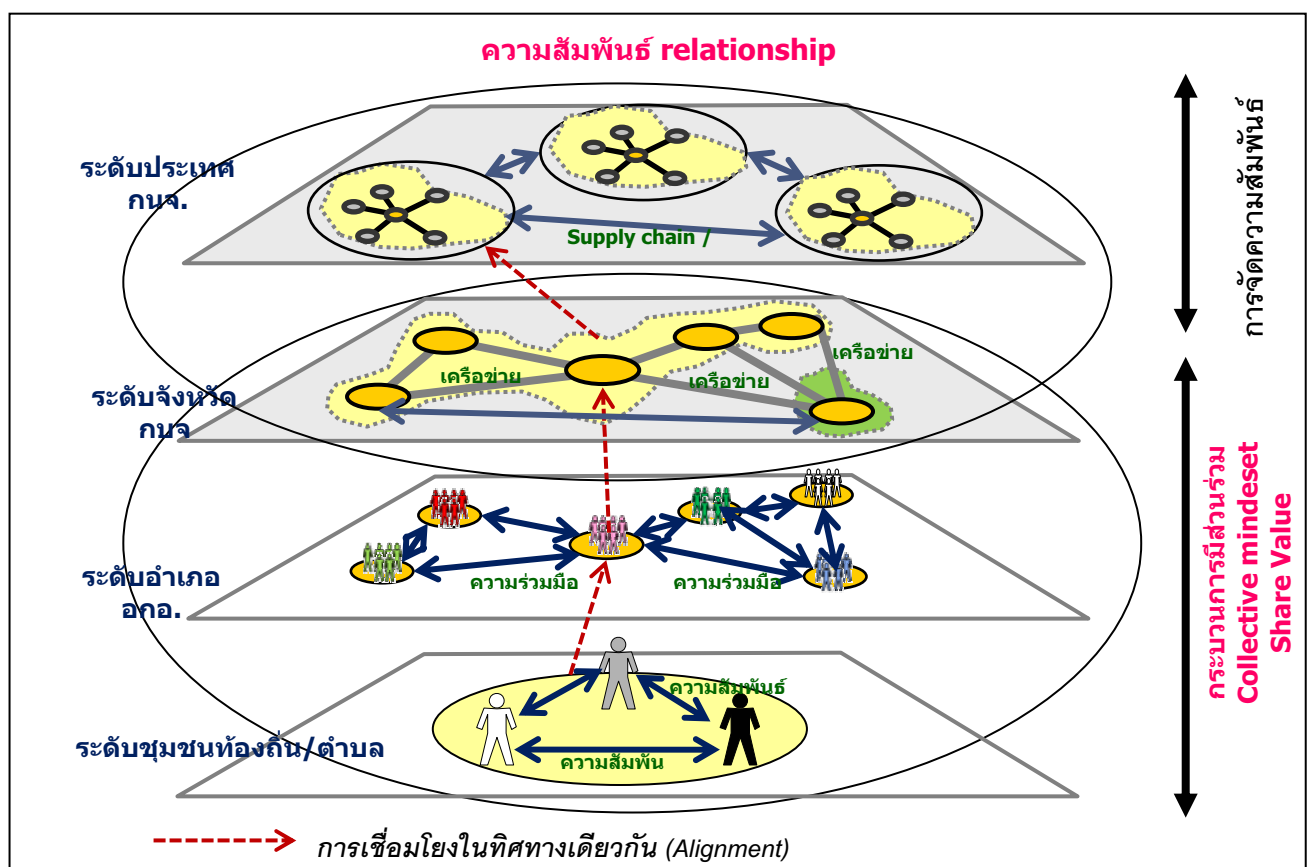 ความสัมพันธ์ relationship
ระดับประเทศ
กนจ.
Supply chain /
การจัดความสัมพันธ์
ระดับจังหวัด
กนจ
เครือข่าย
เครือข่าย
เครือข่าย
ระดับอำเภอ
อกอ.
ความร่วมมือ
ความร่วมมือ
กระบวนการมีส่วนร่วม
Collective mindeset
Share Value
ระดับชุมชนท้องถิ่น/ตำบล
ความสัมพันธ์
ความสัมพัน
การเชื่อมโยงในทิศทางเดียวกัน (Alignment)